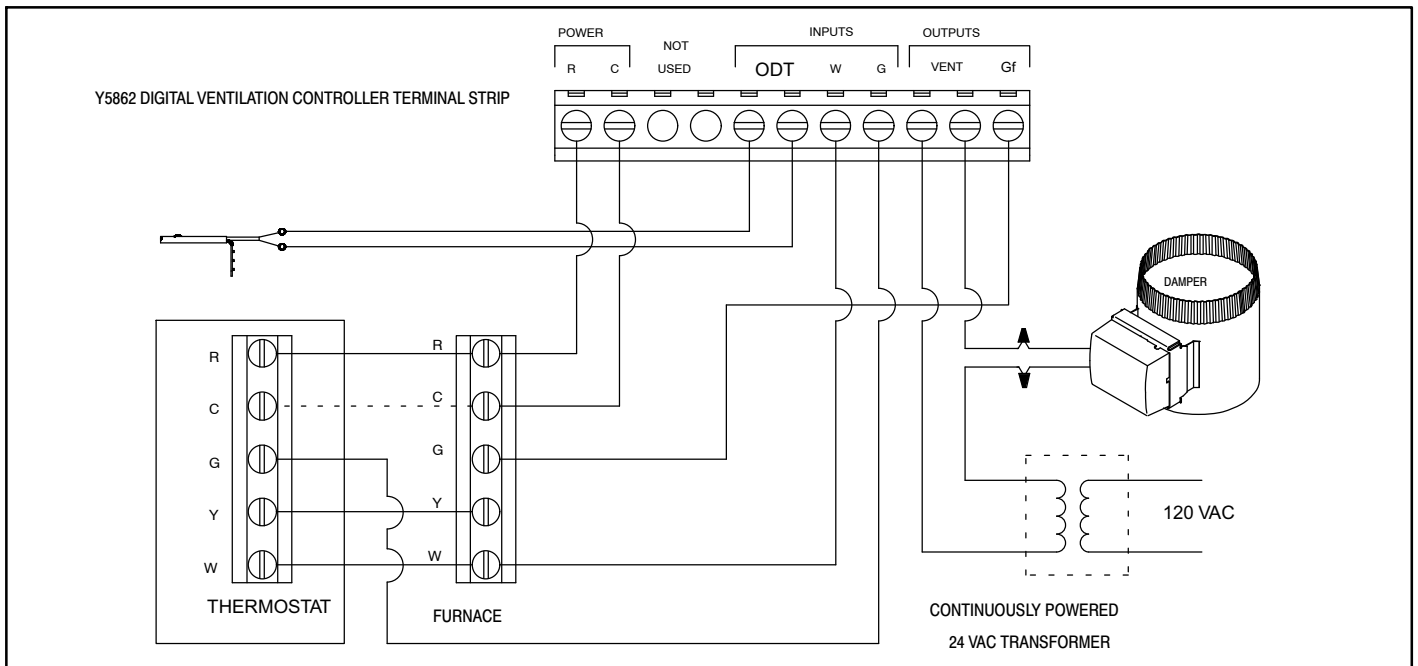 POWER
INPUTS
OUTPUTS
NOT
USED
R
C
ODT
W
G
VENT
Gf
Y5862 DIGITAL VENTILATION CONTROLLER TERMINAL STRIP
DAMPER
R
C
G
Y
W
THERMOSTAT
R
C
G
Y
W
FURNACE
120 VAC
CONTINUOUSLY POWERED
24 VAC TRANSFORMER